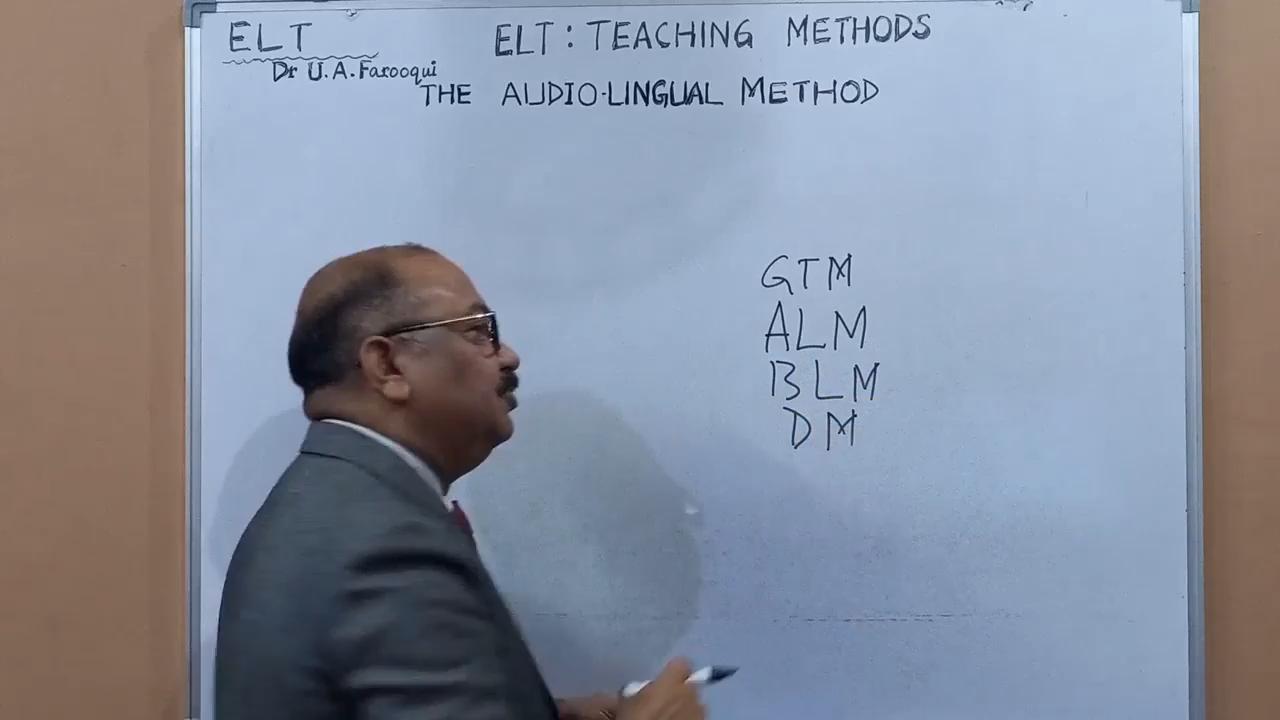 ELT
ELT : TEACHING METHODS
Dr U.A. Farooqui
THE AUDIO-LINGUAL METHOD
GTM
ALM
BLM
DM